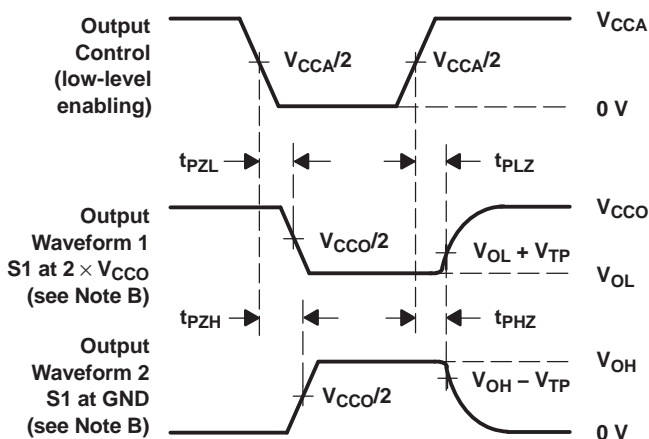 Output
Control
(low-level
enabling)
VCCA/2
VCCA/2
VCCA
0 V
tPZL
tPLZ
Output
Waveform 1
S1 at 2 × VCCO
(see Note B)
VCCO/2
VCCO
VOL + VTP
VOL
tPZH
tPHZ
Output
Waveform 2
S1 at GND
(see Note B)
VCCO/2
VOH
VOH − VTP
0 V